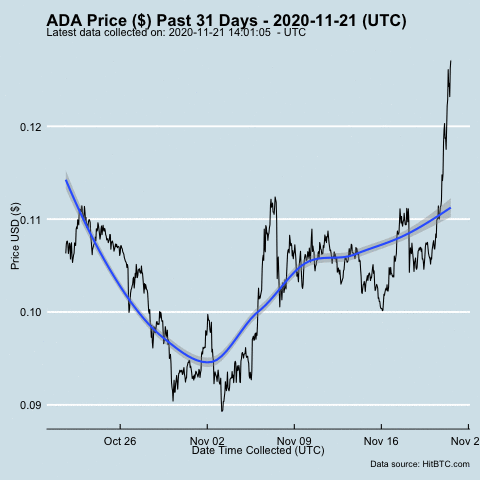 ADA Price ($) Past 31 Days - 2020-11-21 (UTC)
Latest data collected on: 2020-11-21 14:01:05  - UTC
Price USD ($)
0.12
0.11
0.10
0.09
Oct 26 Nov 02 Nov 09 Nov 16 Nov 2
Date Time Collected (UTC)
Data source: HitBTC.com